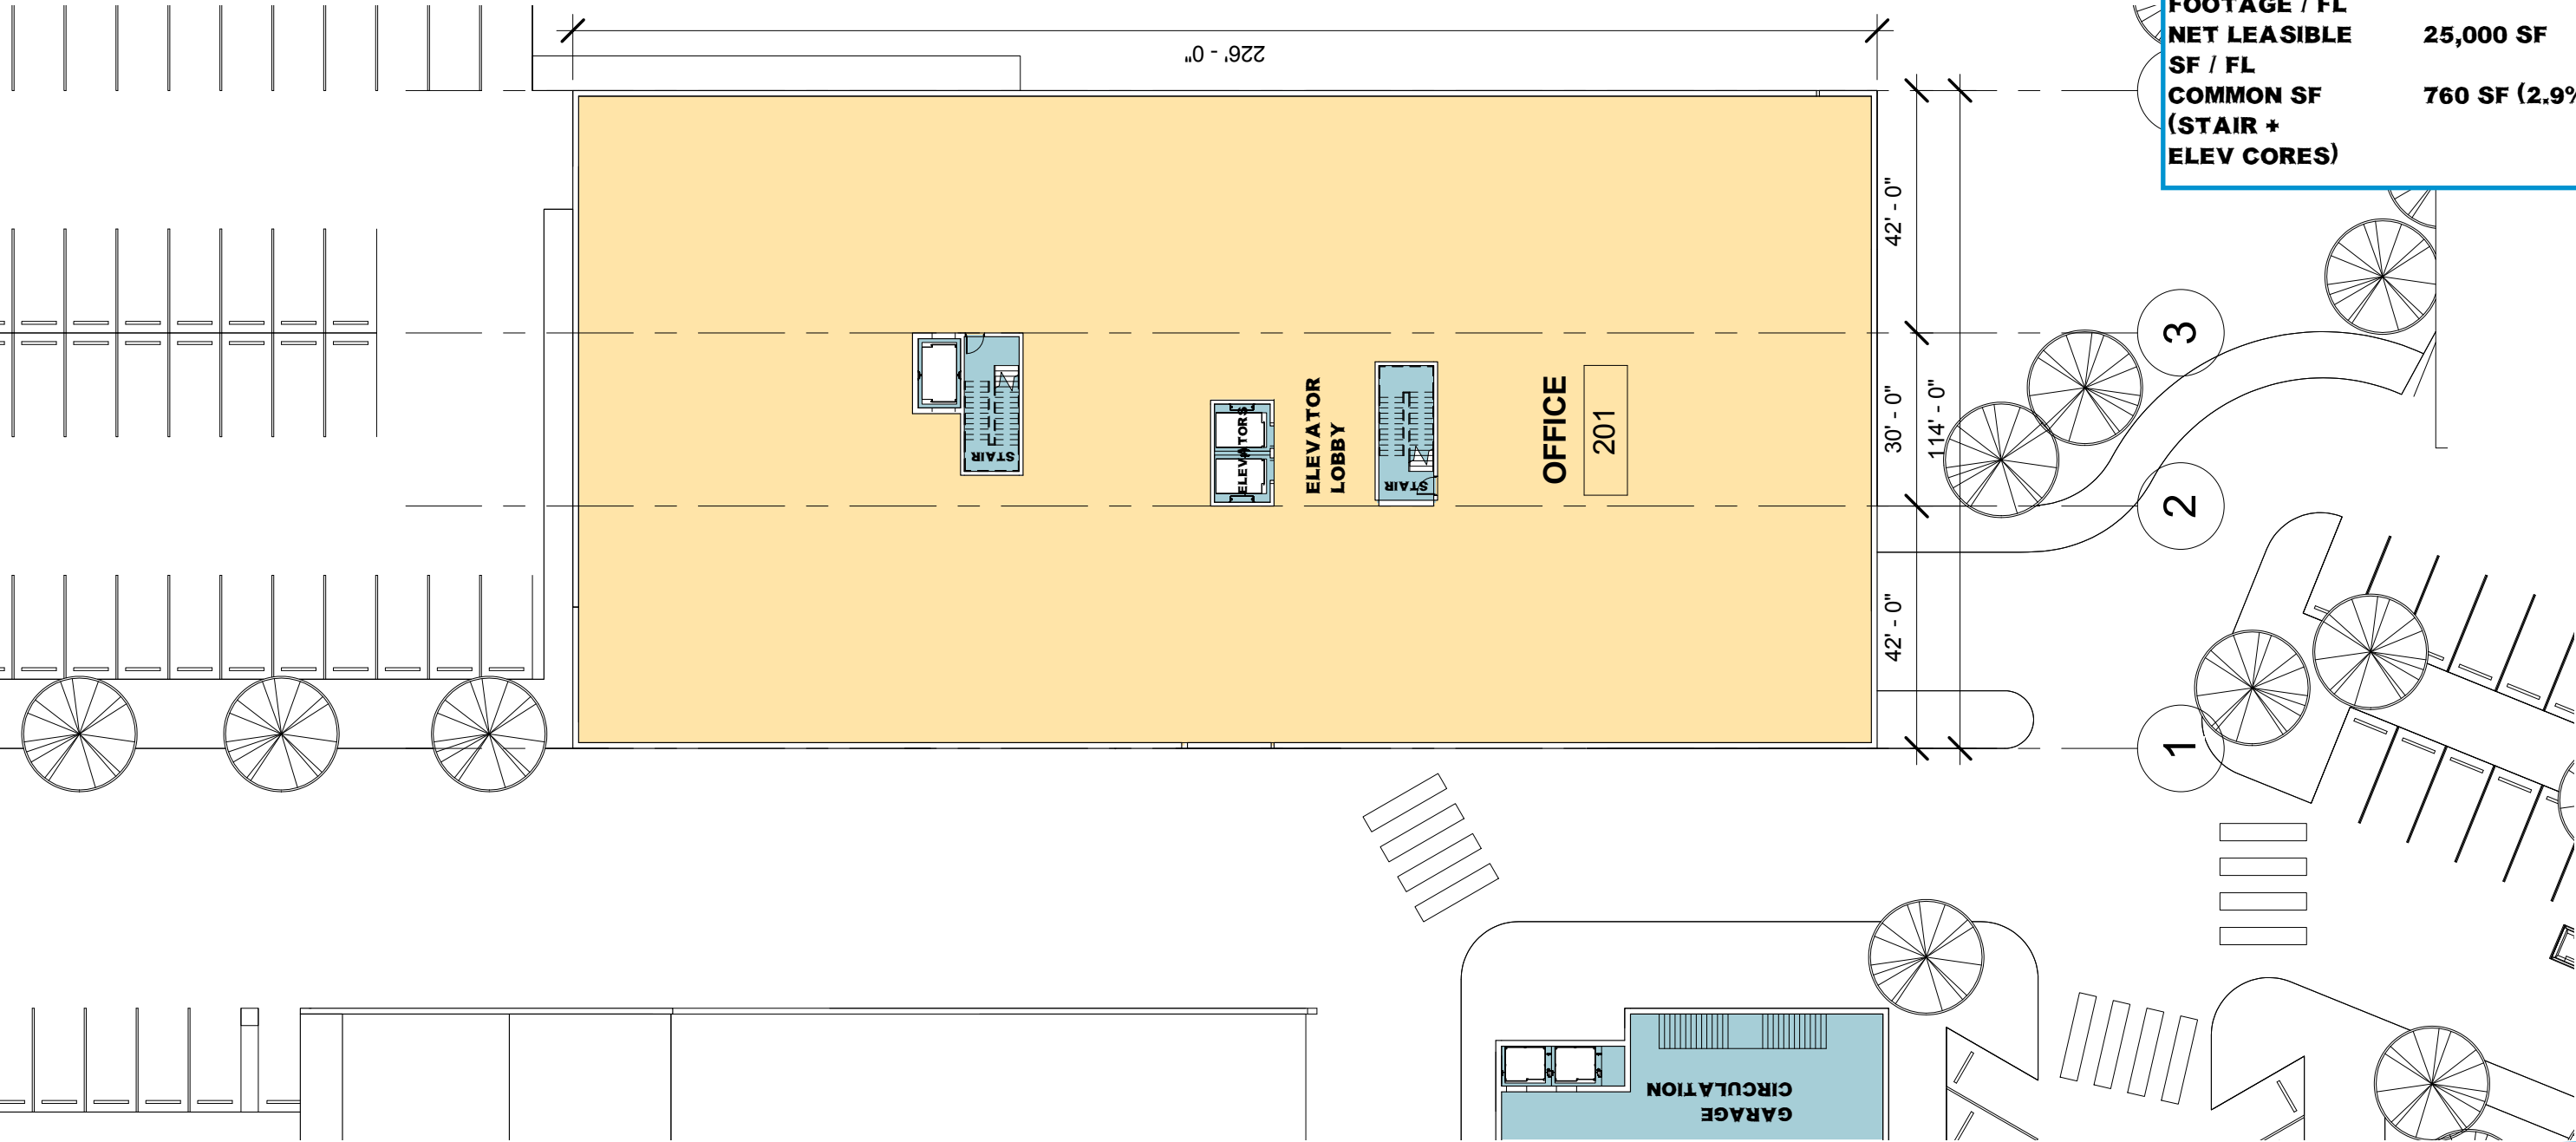 FOOTAGE / FL
NET LEASIBLE 25,000 SF
SF / FL
COMMON SF 760 SF (2.9%
(STAIR +
ELEV CORES)
226' - 0"
42' - 0"
30' - 0"
114' - 0"
42' - 0"
3
2
1
STAIR
ELEVATORS
ELEVATOR
LOBBY
STAIR
OFFICE
201
GARAGE
CIRCULATION